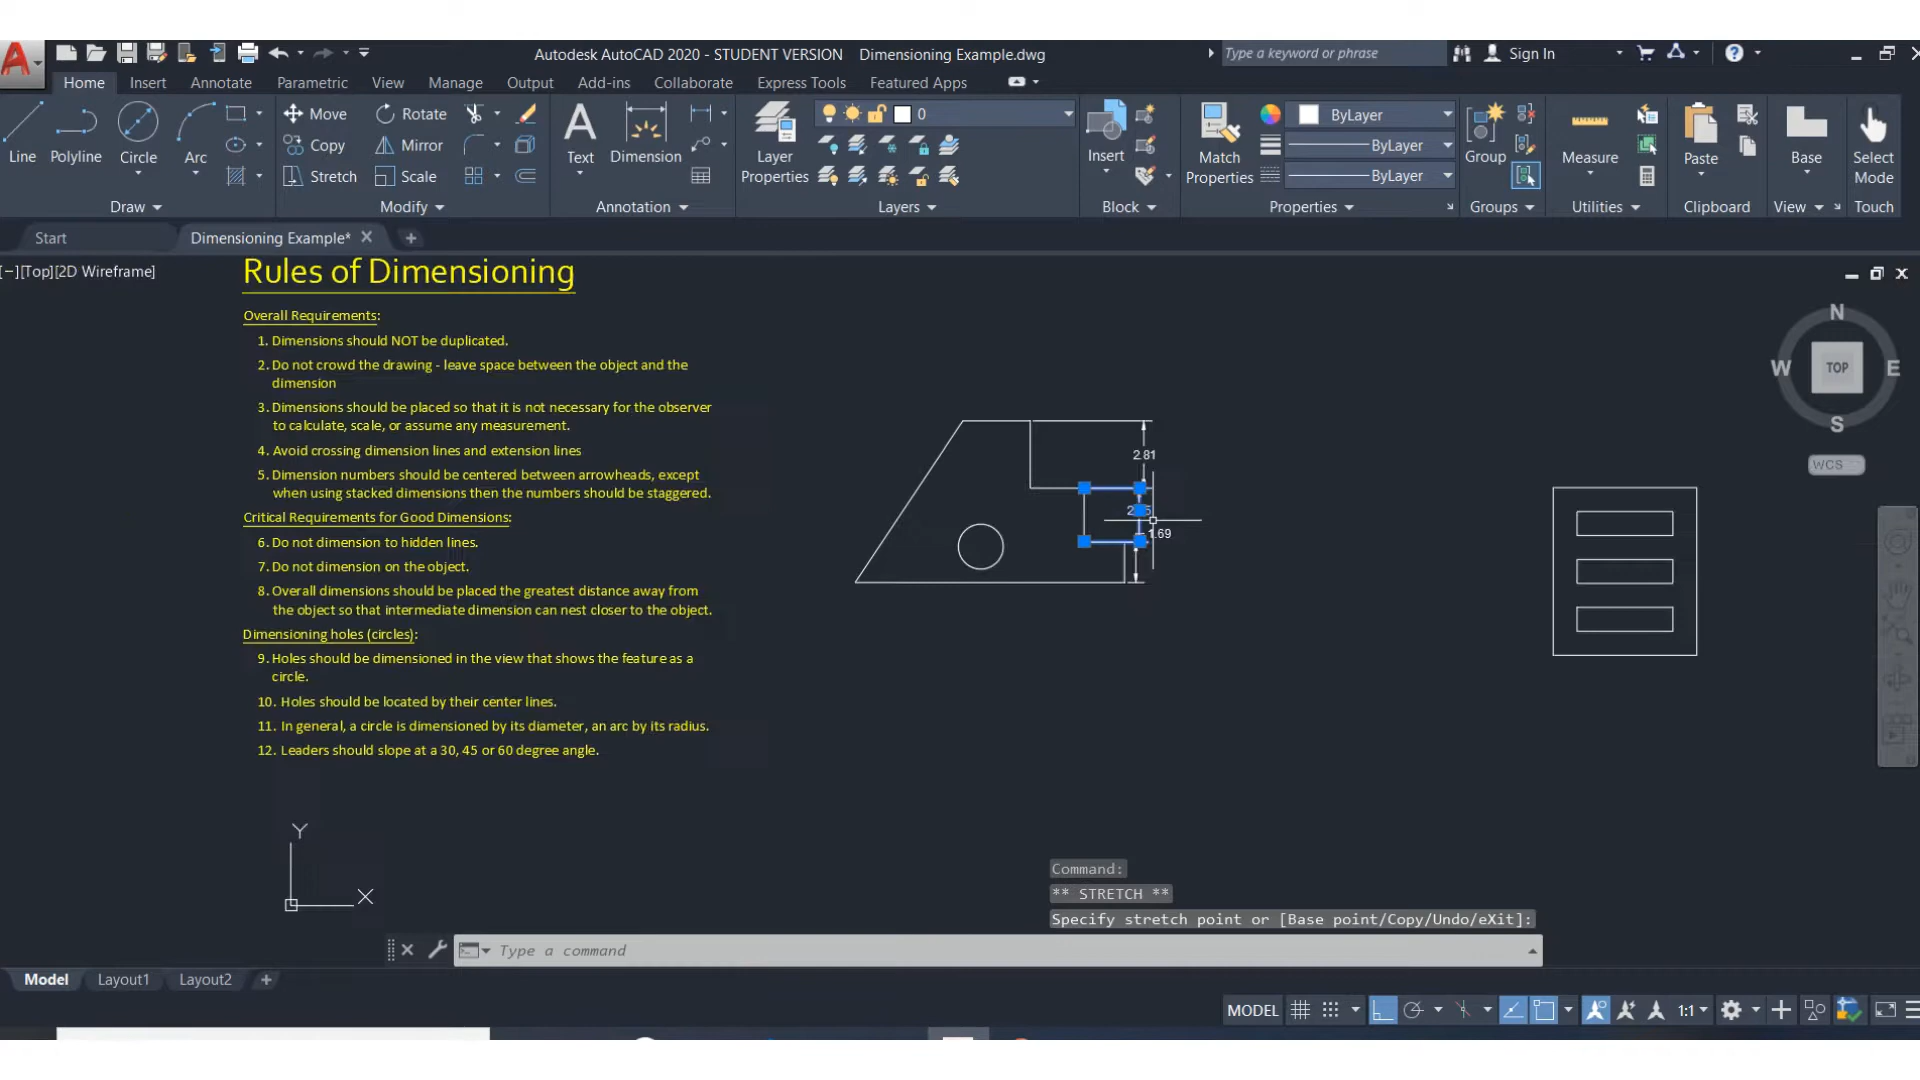 Autodesk AutoCAD 2020 - STUDENT VERSION Dimensioning Example.dwg
Type a keyword or phrase
Sign In
Home Insert Annotate Parametric View Manage Output Add-ins Collaborate Express Tools Featured Apps
Line Polyline Circle Arc
Draw
Move Rotate
Copy Mirror
Stretch Scale
Modify
Text Dimension
Annotation
Layer Properties
0
Layers
Insert
Block
Match Properties
ByLayer
ByLayer
ByLayer
Properties
Group
Groups
Measure
Utilities
Paste
Clipboard
Base
View
Select Mode
Touch
Start
Dimensioning Example*
[−][Top][2D Wireframe]
Rules of Dimensioning
Overall Requirements:
1. Dimensions should NOT be duplicated.
2. Do not crowd the drawing - leave space between the object and the
dimension
3. Dimensions should be placed so that it is not necessary for the observer
to calculate, scale, or assume any measurement.
4. Avoid crossing dimension lines and extension lines
5. Dimension numbers should be centered between arrowheads, except
when using stacked dimensions then the numbers should be staggered.
Critical Requirements for Good Dimensions:
6. Do not dimension to hidden lines.
7. Do not dimension on the object.
8. Overall dimensions should be placed the greatest distance away from
the object so that intermediate dimension can nest closer to the object.
Dimensioning holes (circles):
9. Holes should be dimensioned in the view that shows the feature as a
circle.
10. Holes should be located by their center lines.
11. In general, a circle is dimensioned by its diameter, an arc by its radius.
12. Leaders should slope at a 30, 45 or 60 degree angle.
2.81
1.69
N
W TOP E
S
WCS
Y
X
Command:
** STRETCH **
Specify stretch point or [Base point/Copy/Undo/eXit]:
Type a command
Model Layout1 Layout2
MODEL
1:1